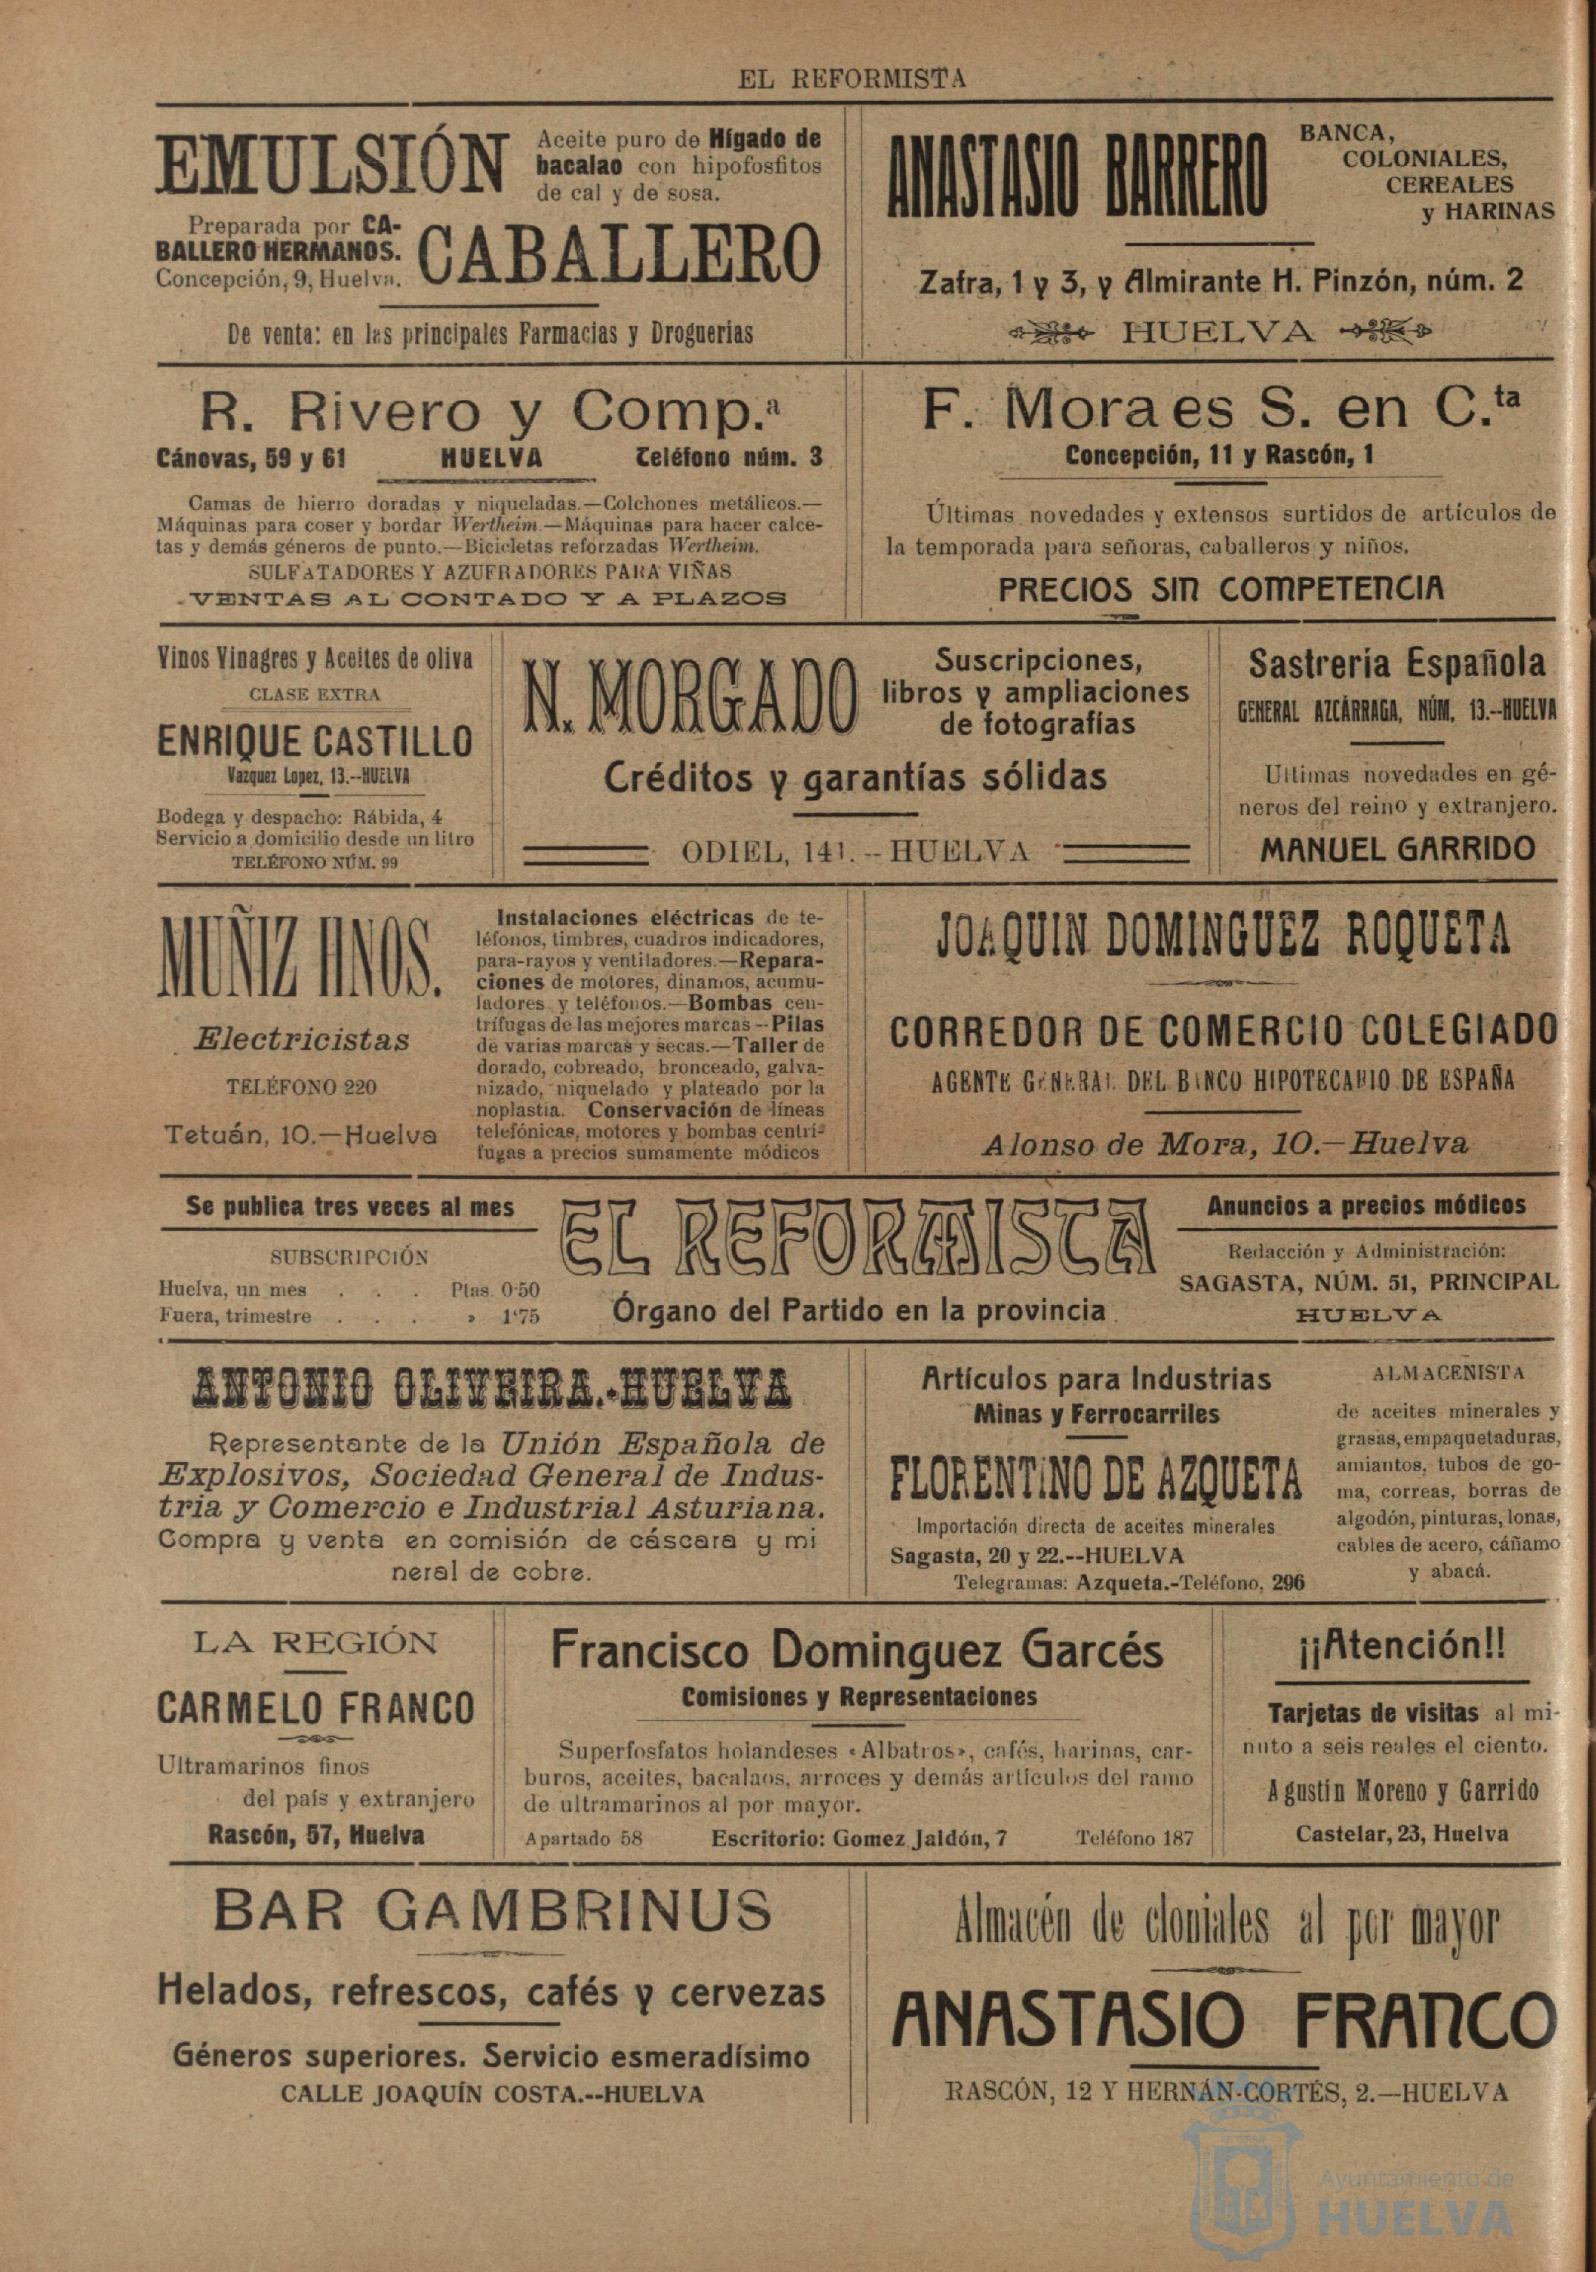 EL REFORMISTA
EMULSIÓN
Aceite puro de Hígado de
bacalao con hipofosfitos
de cal y de sosa.
Preparada por CA-
BALLERO HERMANOS.
Concepción, 9, Huelva.
CABALLERO
De venta: en las principales Farmacias y Droguerías
ANASTASIO BARRERO
BANCA,
COLONIALES,
CEREALES
y HARINAS
Zafra, 1 y 3, y Almirante H. Pinzón, núm. 2
HUELVA
R. Rivero y Comp.ª
Cánovas, 59 y 61 HUELVA Teléfono núm. 3
Camas de hierro doradas y niqueladas.—Colchones metálicos.—
Máquinas para coser y bordar Wertheim.—Máquinas para hacer calce-
tas y demás géneros de punto.—Bicicletas reforzadas Wertheim.
SULFATADORES Y AZUFRADORES PARA VIÑAS
VENTAS AL CONTADO Y A PLAZOS
F. Moraes S. en C.ta
Concepción, 11 y Rascón, 1
Últimas novedades y extensos surtidos de artículos de
la temporada para señoras, caballeros y niños.
PRECIOS SIN COMPETENCIA
Vinos Vinagres y Aceites de oliva
CLASE EXTRA
ENRIQUE CASTILLO
Vazquez Lopez, 13.--HUELVA
Bodega y despacho: Rábida, 4
Servicio a domicilio desde un litro
TELÉFONO NÚM. 99
N. MORGADO
Suscripciones,
libros y ampliaciones
de fotografías
Créditos y garantías sólidas
ODIEL, 141.--HUELVA
Sastrería Española
GENERAL AZCÁRRAGA, NÚM, 13.--HUELVA
Ultimas novedades en gé-
neros del reino y extranjero.
MANUEL GARRIDO
MUÑIZ HNOS.
Electricistas
TELÉFONO 220
Tetuán, 10.—Huelva
Instalaciones eléctricas de te-
léfonos, timbres, cuadros indicadores,
para-rayos y ventiladores.—Repara-
ciones de motores, dinamos, acumu-
ladores y teléfonos.—Bombas cen-
trífugas de las mejores marcas--Pilas
de varias marcas y secas.—Taller de
dorado, cobreado, bronceado, galva-
nizado, niquelado y plateado por la
noplastia. Conservación de líneas
telefónicas, motores y bombas centrí-
fugas a precios sumamente módicos
JOAQUIN DOMINGUEZ ROQUETA
CORREDOR DE COMERCIO COLEGIADO
AGENTE GENERAL DEL BANCO HIPOTECARIO DE ESPAÑA
Alonso de Mora, 10.—Huelva
Se publica tres veces al mes
SUBSCRIPCIÓN
Huelva, un mes . . . Ptas. 0·50
Fuera, trimestre . . . » 1‘75
EL REFORMISTA
Órgano del Partido en la provincia
Anuncios a precios módicos
Redacción y Administración:
SAGASTA, NÚM. 51, PRINCIPAL
HUELVA
ANTONIO OLIVEIRA.-HUELVA
Representante de la Unión Española de
Explosivos, Sociedad General de Indus-
tria y Comercio e Industrial Asturiana.
Compra y venta en comisión de cáscara y mi
neral de cobre.
Artículos para Industrias
Minas y Ferrocarriles
FLORENTINO DE AZQUETA
Importación directa de aceites minerales
Sagasta, 20 y 22.--HUELVA
Telegramas: Azqueta.-Teléfono, 296
ALMACENISTA
de aceites minerales y
grasas, empaquetaduras,
amiantos, tubos de go-
ma, correas, borras de
algodón, pinturas, lonas,
cables de acero, cáñamo
y abacá.
LA REGIÓN
CARMELO FRANCO
Ultramarinos finos
del país y extranjero
Rascón, 57, Huelva
Francisco Dominguez Garcés
Comisiones y Representaciones
Superfosfatos holandeses «Albatros», cafés, harinas, car-
buros, aceites, bacalaos, arroces y demás artículos del ramo
de ultramarinos al por mayor.
Apartado 58 Escritorio: Gomez Jaldón, 7 Teléfono 187
¡¡Atención!!
Tarjetas de visitas al mi-
nuto a seis reales el ciento.
Agustín Moreno y Garrido
Castelar, 23, Huelva
BAR GAMBRINUS
Helados, refrescos, cafés y cervezas
Géneros superiores. Servicio esmeradísimo
CALLE JOAQUÍN COSTA.--HUELVA
Almacén de cloniales al por mayor
ANASTASIO FRANCO
RASCÓN, 12 Y HERNÁN-CORTÉS, 2.—HUELVA
Ayuntamiento de
HUELVA